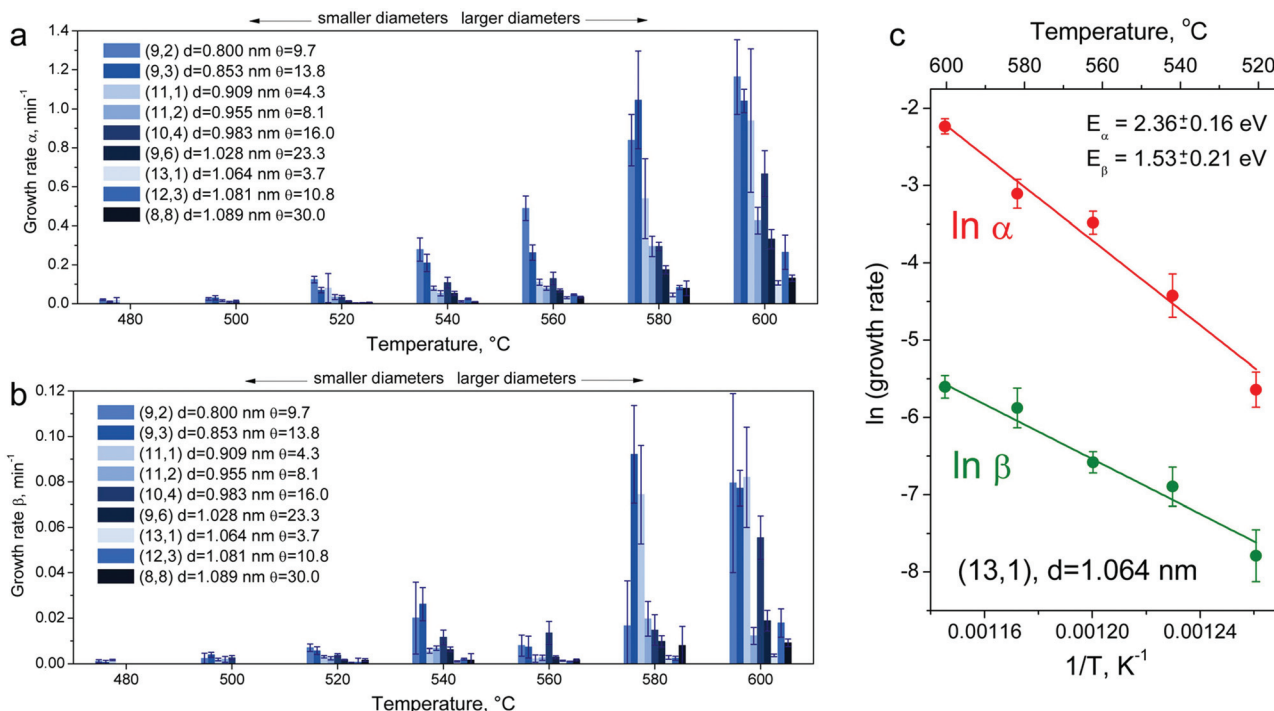 smaller diameters larger diameters
a
Growth rate α, min⁻¹
1.4
1.2
1.0
0.8
0.6
0.4
0.2
0.0
(9,2) d=0.800 nm θ=9.7
(9,3) d=0.853 nm θ=13.8
(11,1) d=0.909 nm θ=4.3
(11,2) d=0.955 nm θ=8.1
(10,4) d=0.983 nm θ=16.0
(9,6) d=1.028 nm θ=23.3
(13,1) d=1.064 nm θ=3.7
(12,3) d=1.081 nm θ=10.8
(8,8) d=1.089 nm θ=30.0
480 500 520 540 560 580 600
Temperature, °C
smaller diameters larger diameters
b
Growth rate β, min⁻¹
0.12
0.10
0.08
0.06
0.04
0.02
0.00
(9,2) d=0.800 nm θ=9.7
(9,3) d=0.853 nm θ=13.8
(11,1) d=0.909 nm θ=4.3
(11,2) d=0.955 nm θ=8.1
(10,4) d=0.983 nm θ=16.0
(9,6) d=1.028 nm θ=23.3
(13,1) d=1.064 nm θ=3.7
(12,3) d=1.081 nm θ=10.8
(8,8) d=1.089 nm θ=30.0
480 500 520 540 560 580 600
Temperature, °C
c
Temperature, °C
600 580 560 540 520
ln (growth rate)
-2
-3
-4
-5
-6
-7
-8
Eα = 2.36±0.16 eV
Eβ = 1.53±0.21 eV
ln α
ln β
(13,1), d=1.064 nm
0.00116 0.00120 0.00124
1/T, K⁻¹